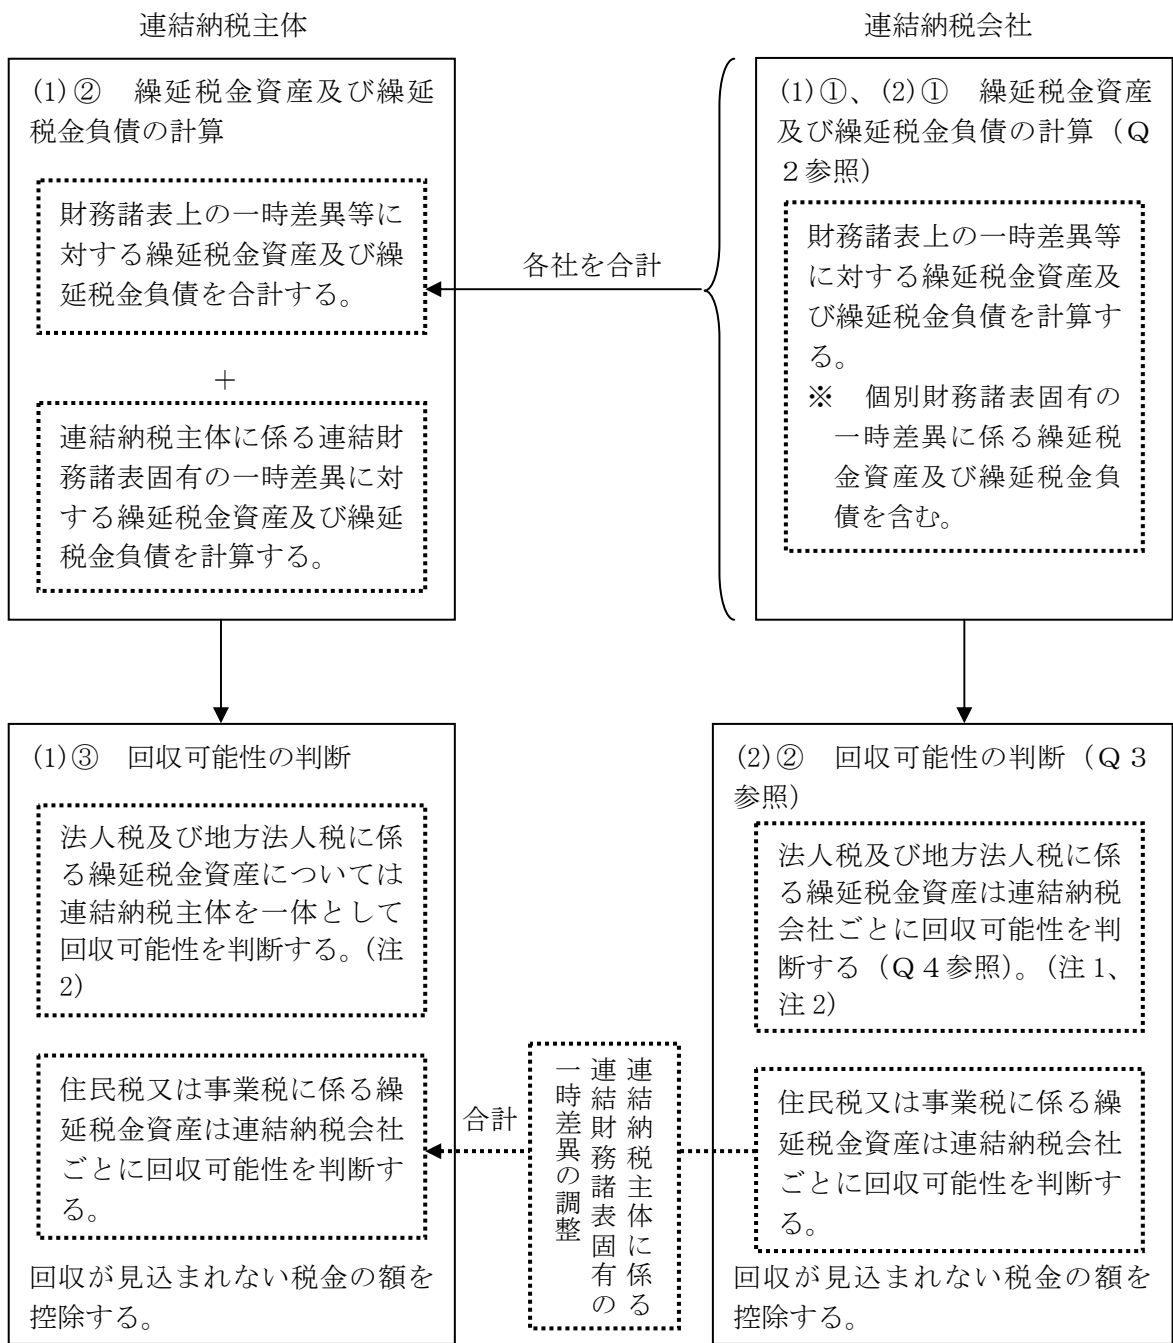 連結納税主体
連結納税会社
(1)② 繰延税金資産及び繰延
税金負債の計算
財務諸表上の一時差異等に
対する繰延税金資産及び繰
延税金負債を合計する。
＋
連結納税主体に係る連結財
務諸表固有の一時差異に対
する繰延税金資産及び繰延
税金負債を計算する。
各社を合計
(1)①、(2)① 繰延税金資産
及び繰延税金負債の計算（Ｑ
２参照）
財務諸表上の一時差異等
に対する繰延税金資産及
び繰延税金負債を計算す
る。
※ 個別財務諸表固有の
一時差異に係る繰延税
金資産及び繰延税金負
債を含む。
(1)③ 回収可能性の判断
法人税及び地方法人税に係
る繰延税金資産については
連結納税主体を一体として
回収可能性を判断する。(注
2)
住民税又は事業税に係る繰
延税金資産は連結納税会社
ごとに回収可能性を判断す
る。
回収が見込まれない税金の額を
控除する。
合計
連結納税主体に係る
連結財務諸表固有の
一時差異の調整
(2)② 回収可能性の判断（Ｑ３
参照）
法人税及び地方法人税に係
る繰延税金資産は連結納税
会社ごとに回収可能性を判
断する（Ｑ４参照）。(注 1、
注 2)
住民税又は事業税に係る繰
延税金資産は連結納税会社
ごとに回収可能性を判断す
る。
回収が見込まれない税金の額を
控除する。